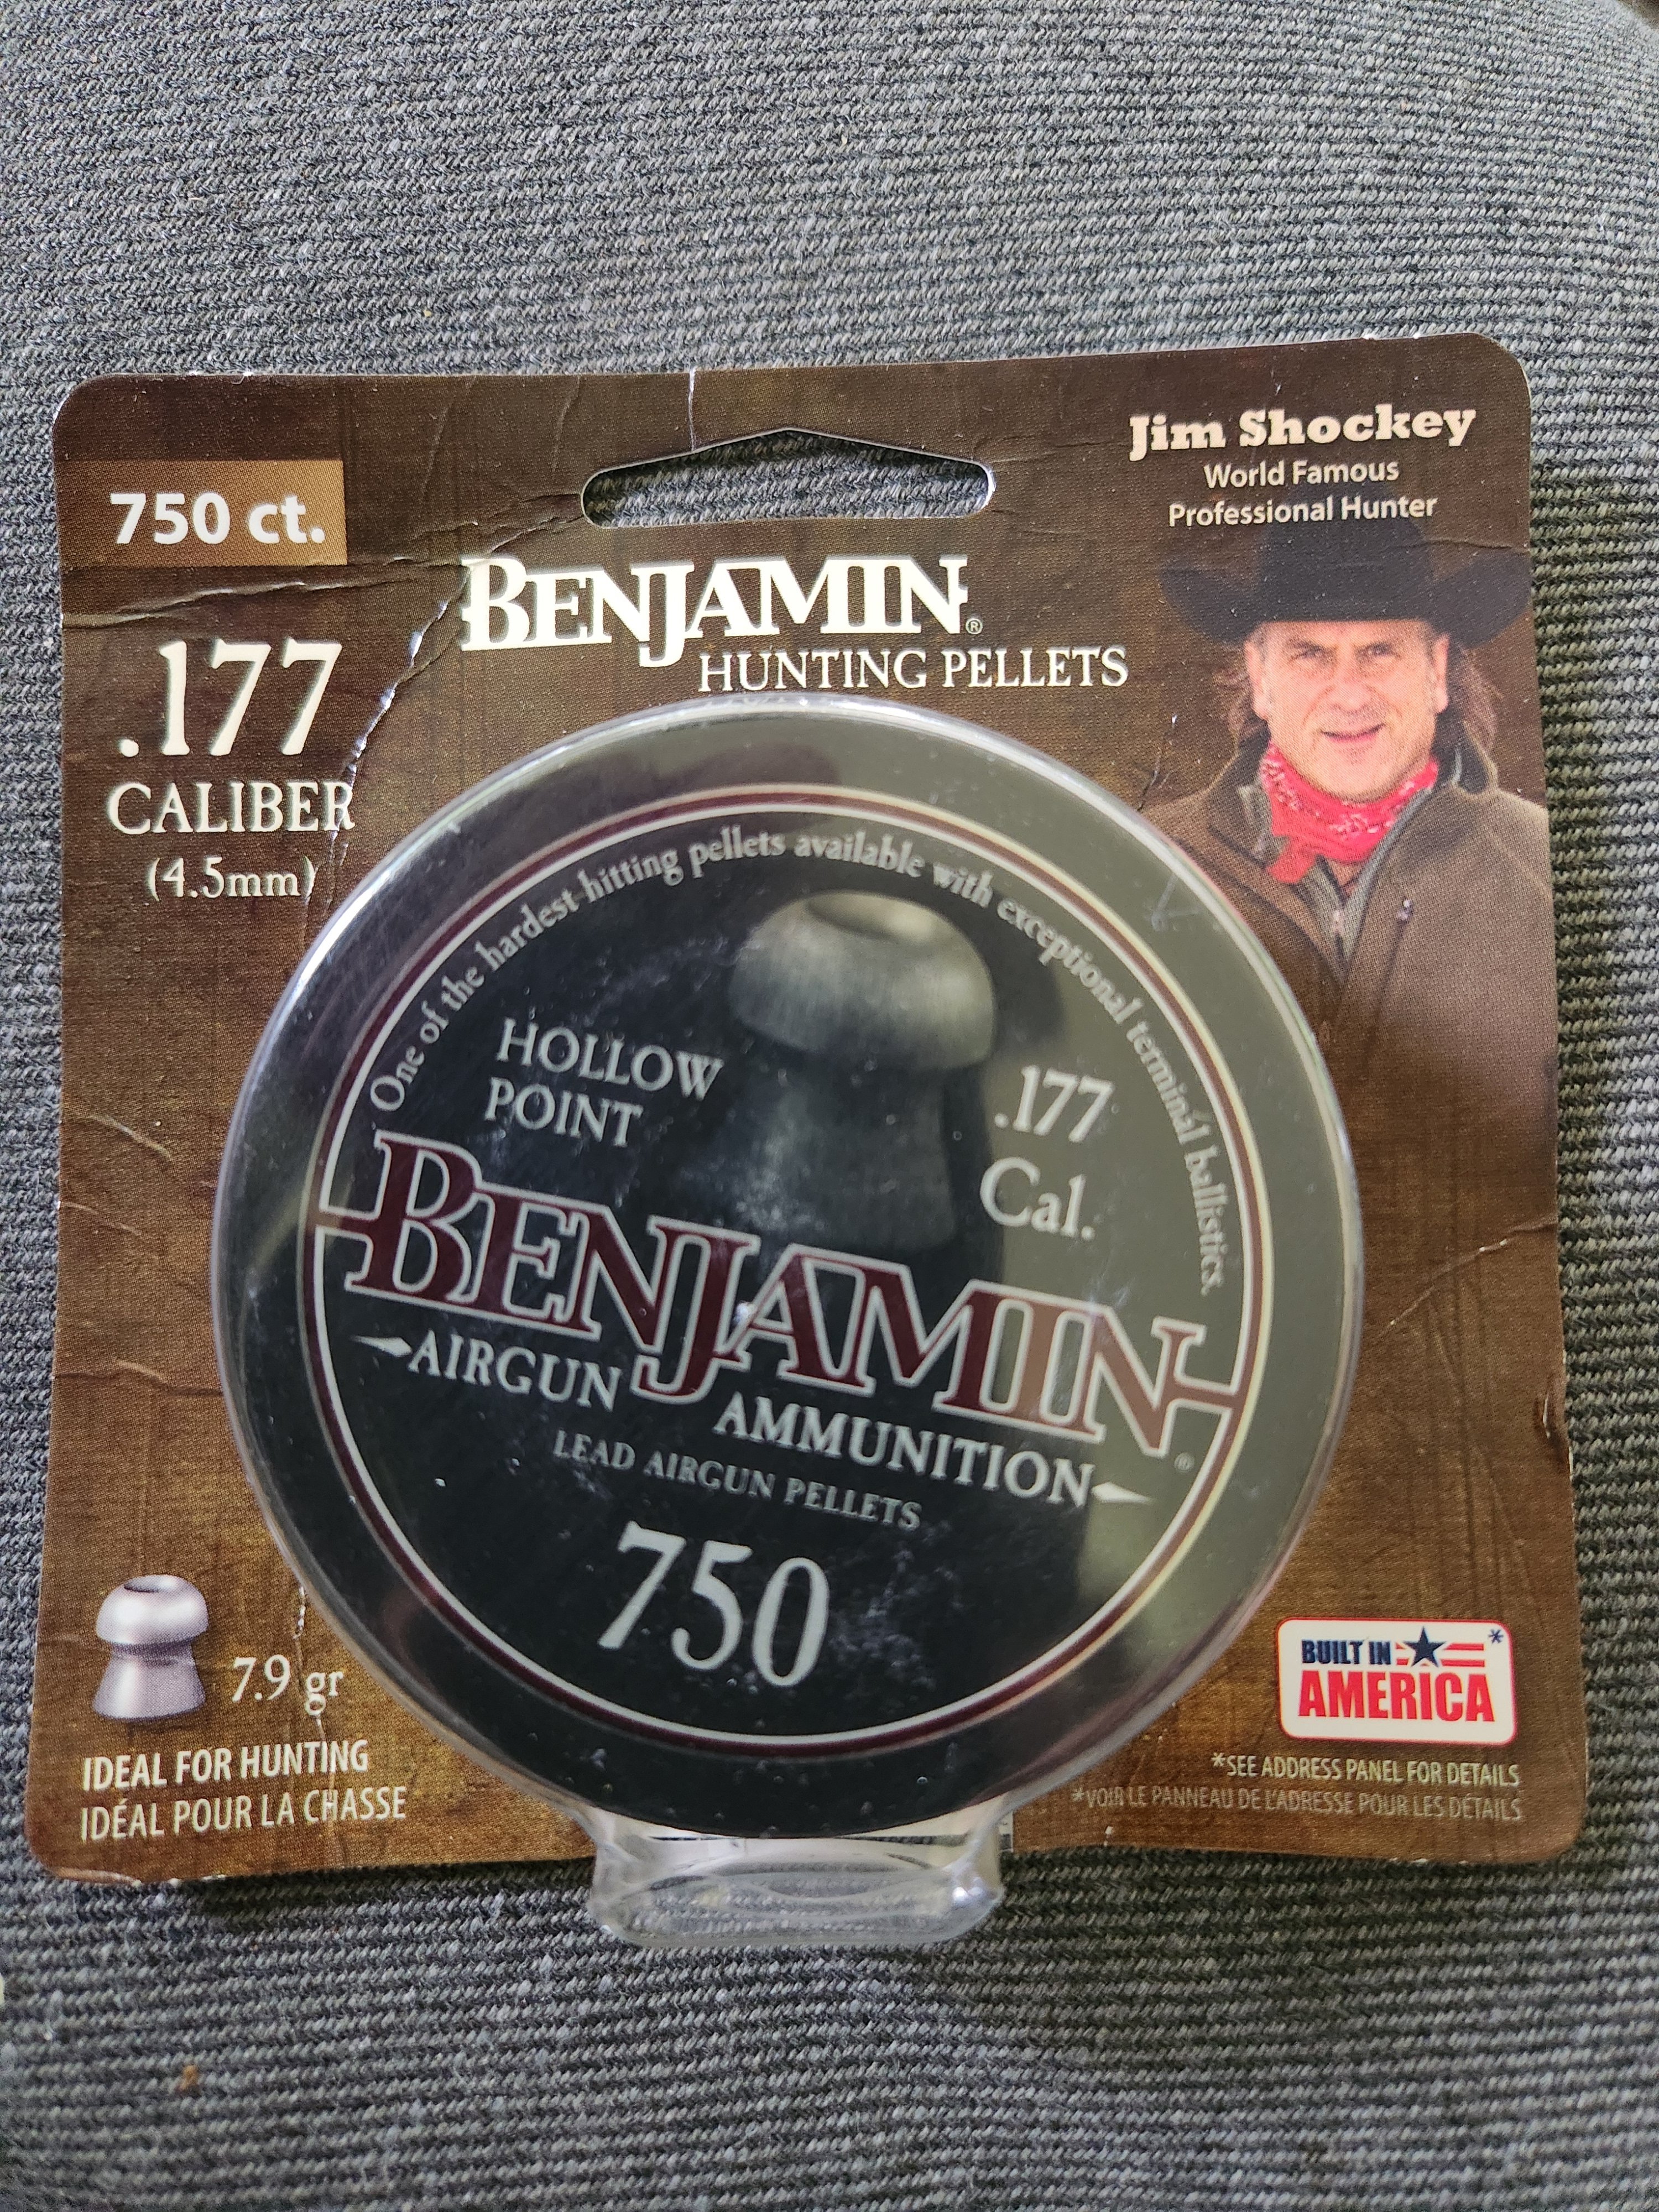 Jim Shockey
World Famous
Professional Hunter
750 ct.
BENJAMIN®
HUNTING PELLETS
.177
CALIBER
(4.5mm)
One of the hardest-hitting pellets available with exceptional terminal ballistics.
HOLLOW
POINT
.177
Cal.
BENJAMIN®
AIRGUN
AMMUNITION
LEAD AIRGUN PELLETS
750
7.9 gr
IDEAL FOR HUNTING
IDÉAL POUR LA CHASSE
BUILT IN *
AMERICA
*SEE ADDRESS PANEL FOR DETAILS
*VOIR LE PANNEAU DE L'ADRESSE POUR LES DÉTAILS